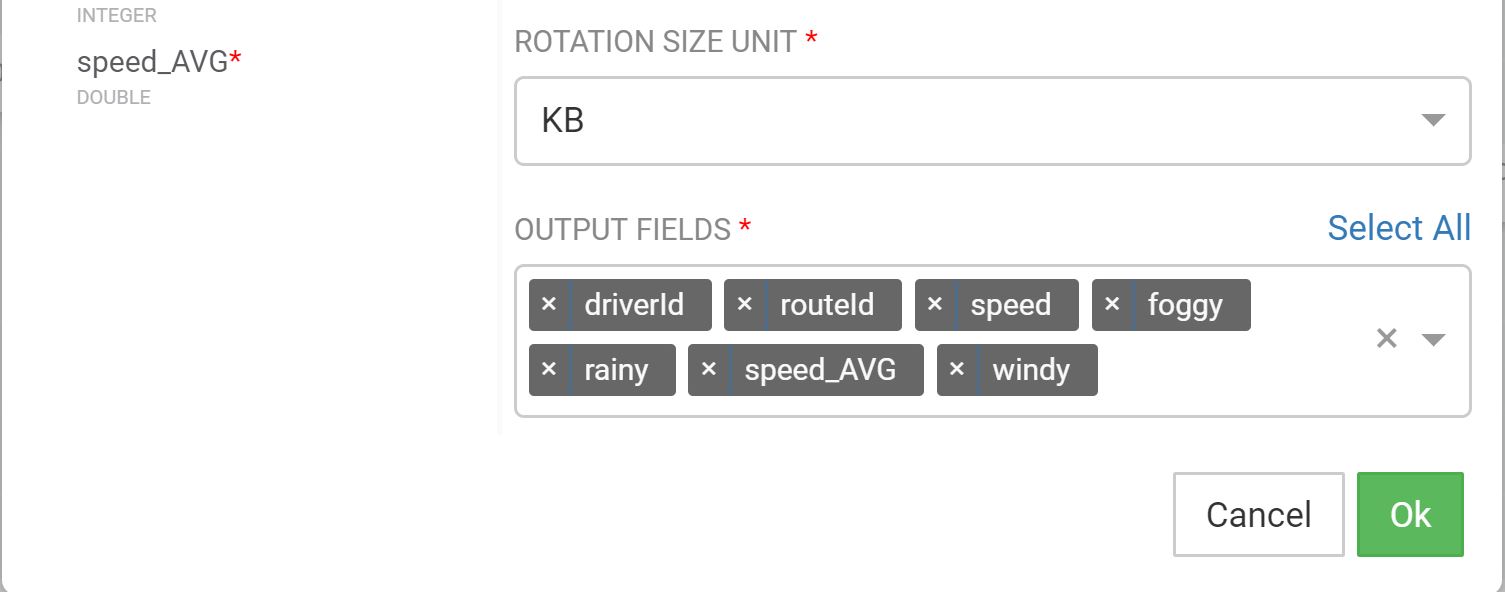 INTEGER
speed_AVG*
DOUBLE
ROTATION SIZE UNIT *
KB
OUTPUT FIELDS *
Select All
× driverId × routeId × speed × foggy
× rainy × speed_AVG × windy
Cancel
Ok